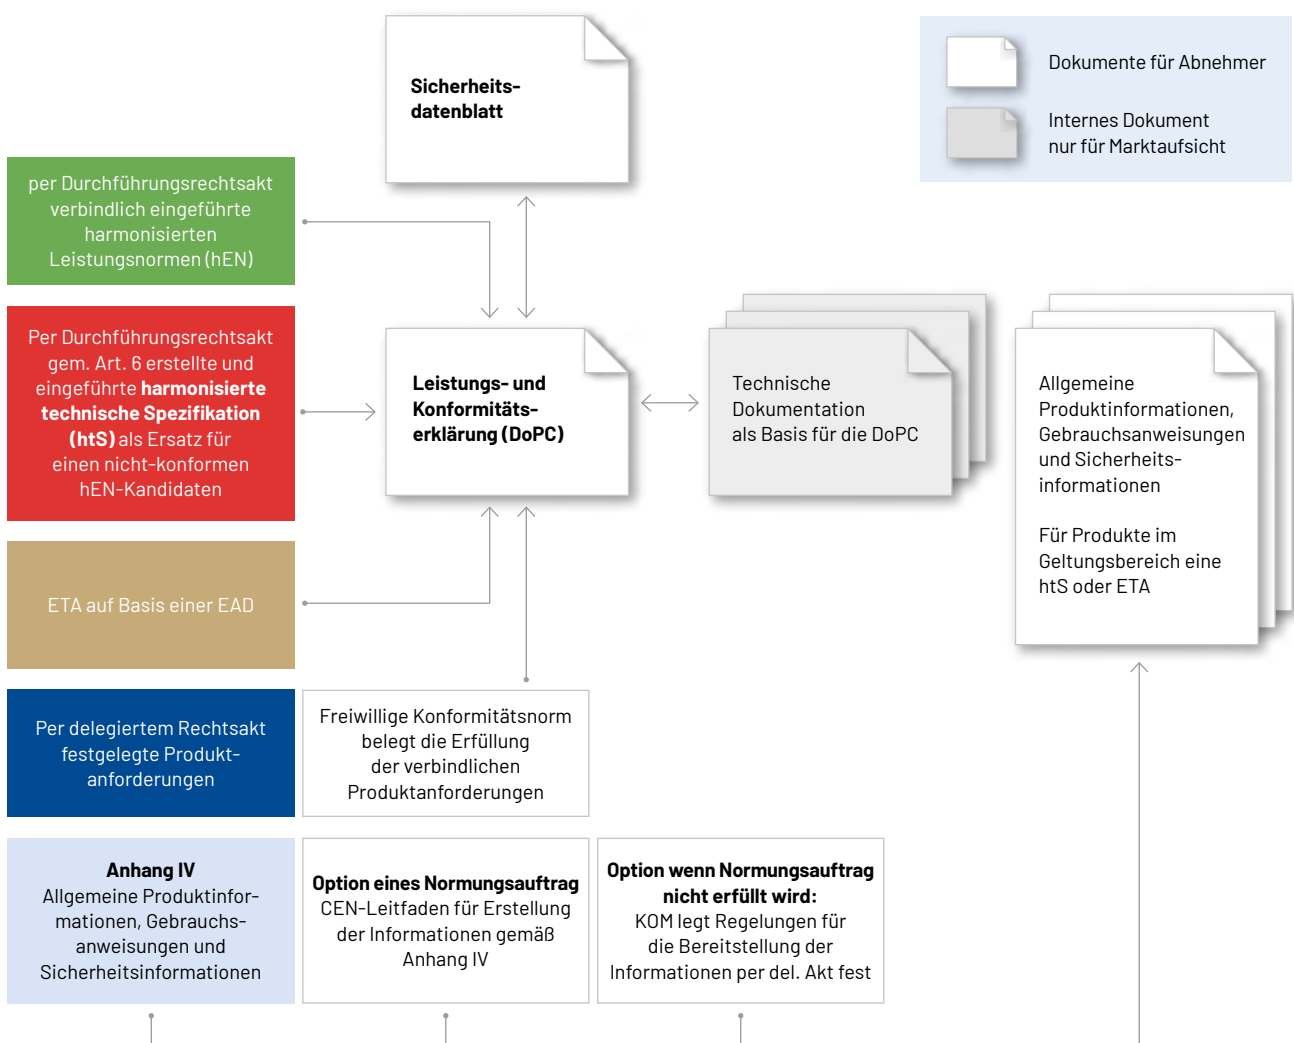 Sicherheits-
datenblatt
Dokumente für Abnehmer
Internes Dokument
nur für Marktaufsicht
per Durchführungsrechtsakt
verbindlich eingeführte
harmonisierten
Leistungsnormen (hEN)
Per Durchführungsrechtsakt
gem. Art. 6 erstellte und
eingeführte harmonisierte
technische Spezifikation
(htS) als Ersatz für
einen nicht-konformen
hEN-Kandidaten
Leistungs- und
Konformitäts-
erklärung (DoPC)
Technische
Dokumentation
als Basis für die DoPC
Allgemeine
Produktinformationen,
Gebrauchsanweisungen
und Sicherheits-
informationen
Für Produkte im
Geltungsbereich eine
htS oder ETA
ETA auf Basis einer EAD
Per delegiertem Rechtsakt
festgelegte Produkt-
anforderungen
Freiwillige Konformitätsnorm
belegt die Erfüllung
der verbindlichen
Produktanforderungen
Anhang IV
Allgemeine Produktinfor-
mationen, Gebrauchs-
anweisungen und
Sicherheitsinformationen
Option eines Normungsauftrag
CEN-Leitfaden für Erstellung
der Informationen gemäß
Anhang IV
Option wenn Normungsauftrag
nicht erfüllt wird:
KOM legt Regelungen für
die Bereitstellung der
Informationen per del. Akt fest